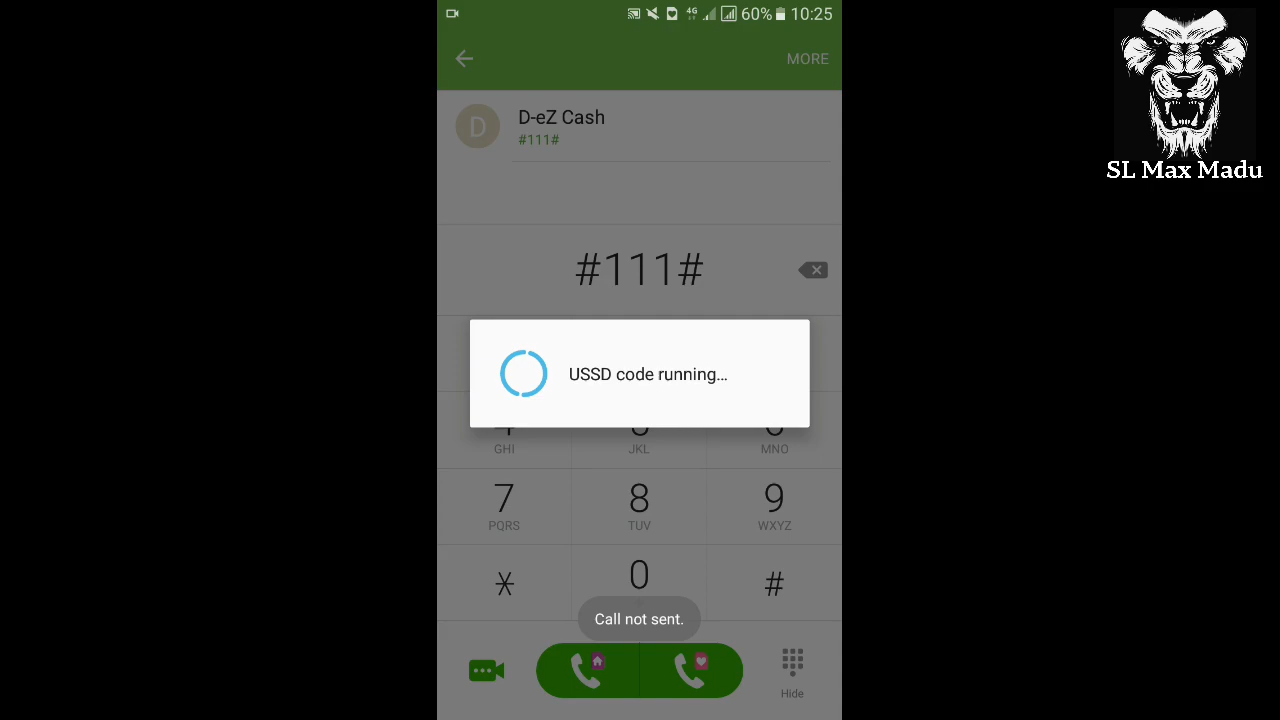 4G 60% 10:25
MORE
D D-eZ Cash
#111#
#111#
USSD code running...
GHI JKL MNO
7 8 9
PQRS TUV WXYZ
* 0 #
Call not sent.
Hide
SL Max Madu